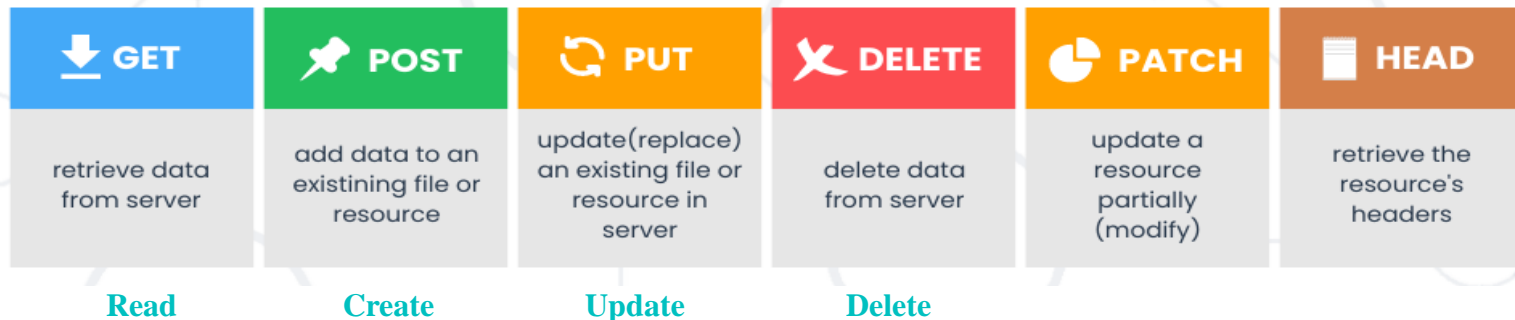 GET
retrieve data
from server
POST
add data to an
existining file or
resource
PUT
update(replace)
an existing file or
resource in
server
DELETE
delete data
from server
PATCH
update a
resource
partially
(modify)
HEAD
retrieve the
resource's
headers
Read
Create
Update
Delete